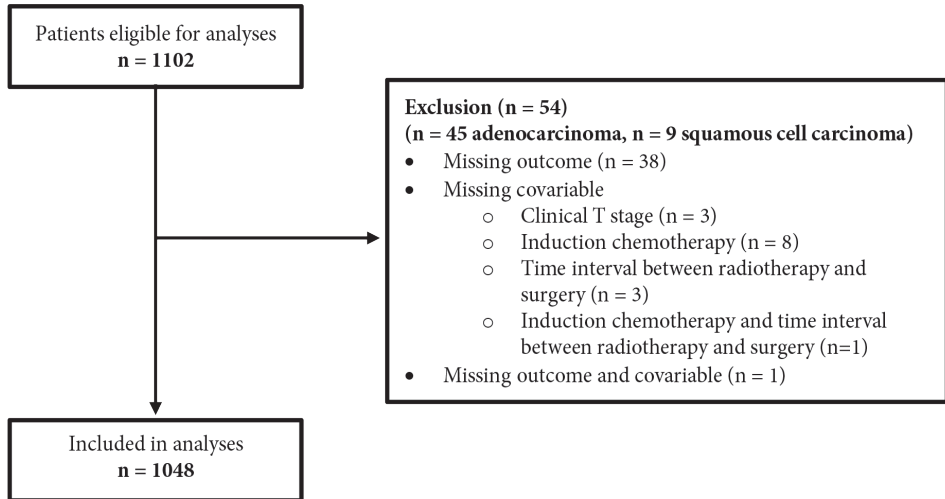 Patients eligible for analyses
n = 1102
Exclusion (n = 54)
(n = 45 adenocarcinoma, n = 9 squamous cell carcinoma)
• Missing outcome (n = 38)
• Missing covariable
o Clinical T stage (n = 3)
o Induction chemotherapy (n = 8)
o Time interval between radiotherapy and
surgery (n = 3)
o Induction chemotherapy and time interval
between radiotherapy and surgery (n=1)
• Missing outcome and covariable (n = 1)
Included in analyses
n = 1048